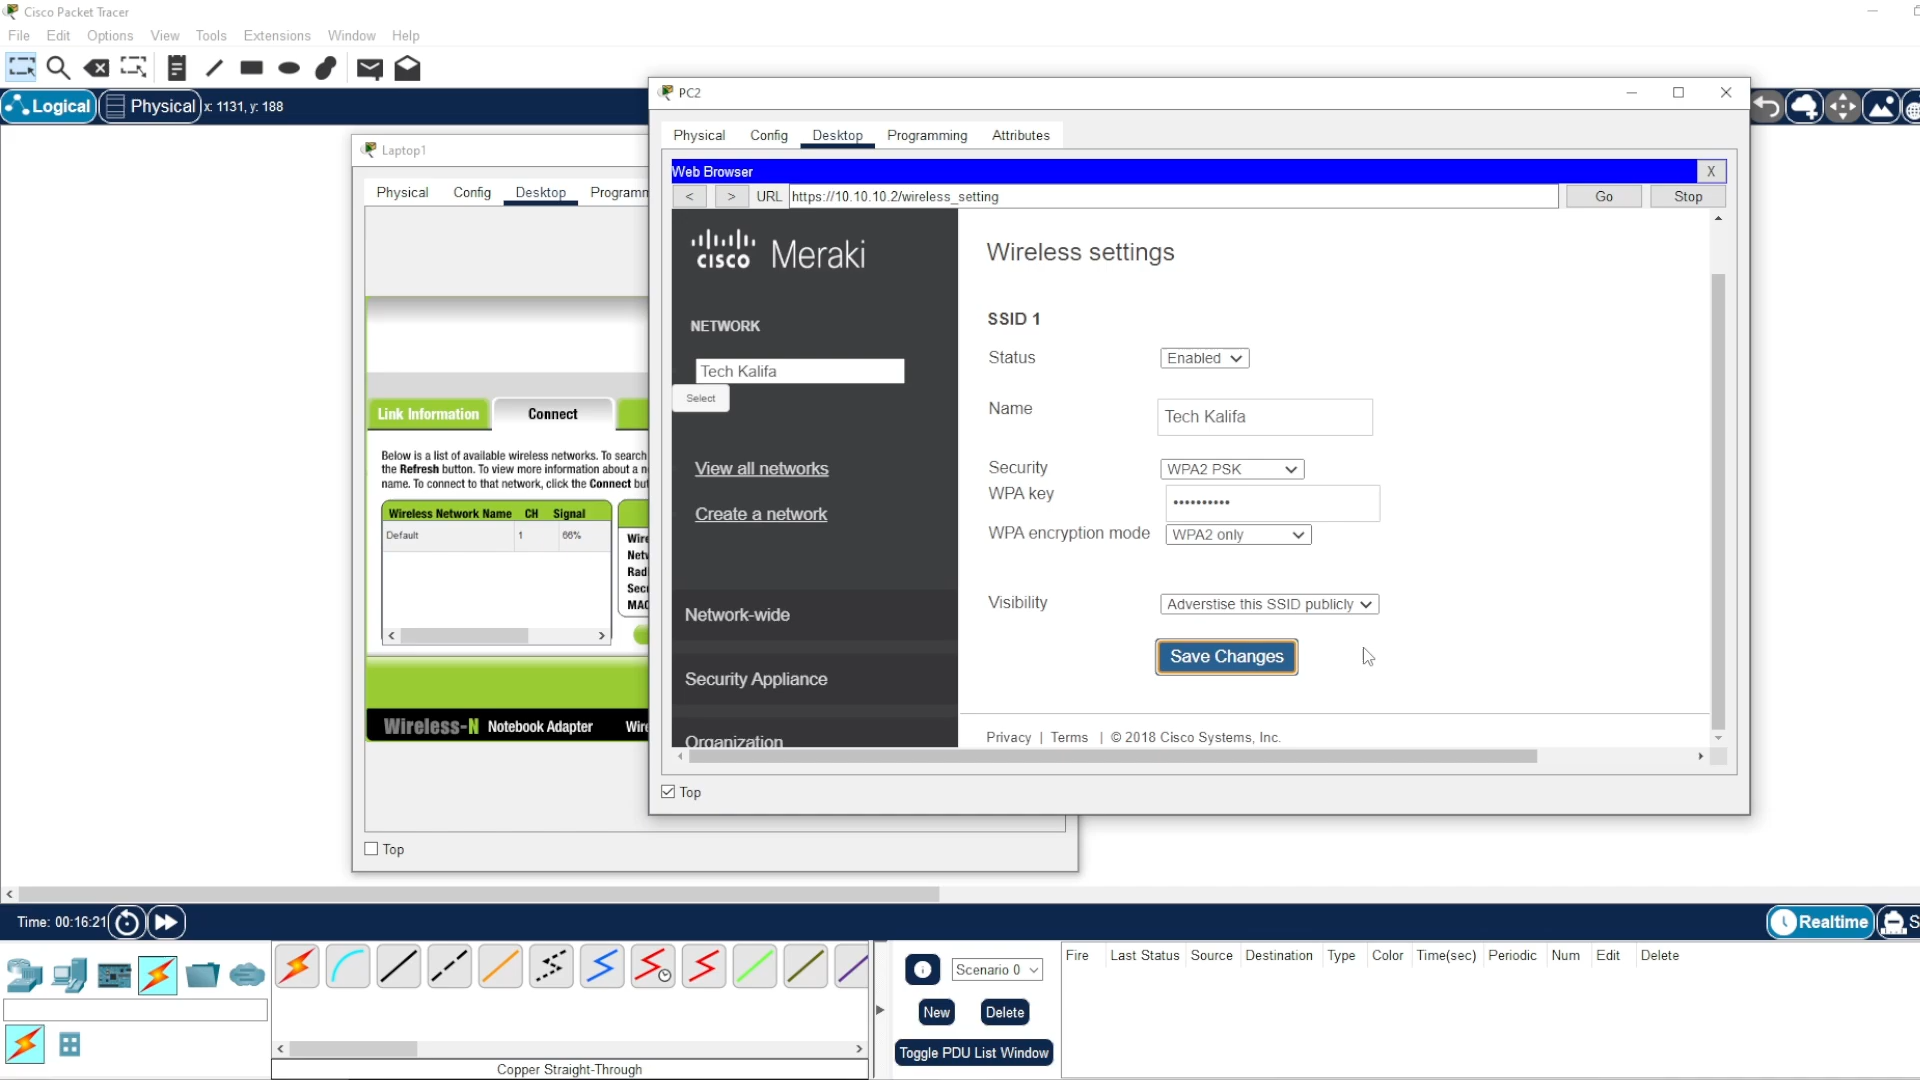 Cisco Packet Tracer
File Edit Options View Tools Extensions Window Help
Logical Physical x: 1131, y: 188
Laptop1
Physical Config Desktop Programm
Link Information Connect
Below is a list of available wireless networks. To search
the Refresh button. To view more information about a n
name. To connect to that network, click the Connect but
Wireless Network Name CH Signal
Default 1 66%
Wire
Netw
Radi
Secu
MAC
Wireless-N Notebook Adapter Wire
Top
PC2
Physical Config Desktop Programming Attributes
Web Browser X
< > URL https://10.10.10.2/wireless_setting Go Stop
cisco Meraki
NETWORK
Tech Kalifa
Select
View all networks
Create a network
Network-wide
Security Appliance
Organization
Wireless settings
SSID 1
Status Enabled
Name Tech Kalifa
Security WPA2 PSK
WPA key ••••••••••
WPA encryption mode WPA2 only
Visibility Adverstise this SSID publicly
Save Changes
Privacy | Terms | © 2018 Cisco Systems, Inc.
Top
Time: 00:16:21
Realtime S
Scenario 0
New Delete
Toggle PDU List Window
Fire Last Status Source Destination Type Color Time(sec) Periodic Num Edit Delete
Copper Straight-Through